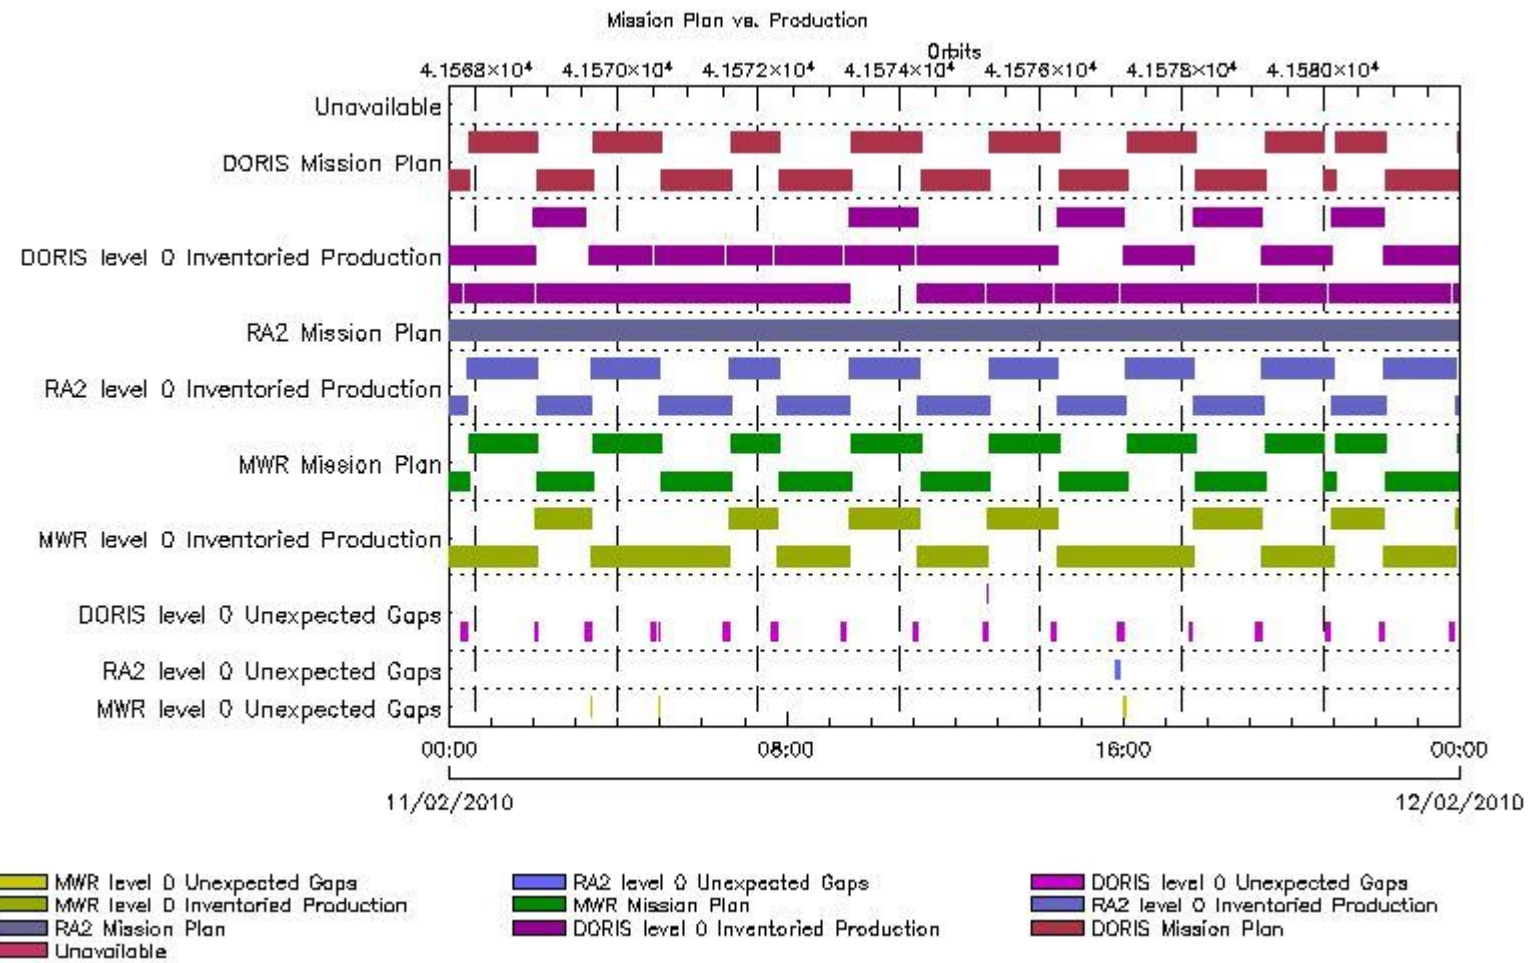 Mission Plan vs. Production
Orbits
4.1568×10⁴ 4.1570×10⁴ 4.1572×10⁴ 4.1574×10⁴ 4.1576×10⁴ 4.1578×10⁴ 4.1580×10⁴
Unavailable
DORIS Mission Plan
DORIS level 0 Inventoried Production
RA2 Mission Plan
RA2 level 0 Inventoried Production
MWR Mission Plan
MWR level 0 Inventoried Production
DORIS level 0 Unexpected Gaps
RA2 level 0 Unexpected Gaps
MWR level 0 Unexpected Gaps
00:00 08:00 16:00 00:00
11/02/2010 12/02/2010
MWR level 0 Unexpected Gaps RA2 level 0 Unexpected Gaps DORIS level 0 Unexpected Gaps
MWR level 0 Inventoried Production MWR Mission Plan RA2 level 0 Inventoried Production
RA2 Mission Plan DORIS level 0 Inventoried Production DORIS Mission Plan
Unavailable